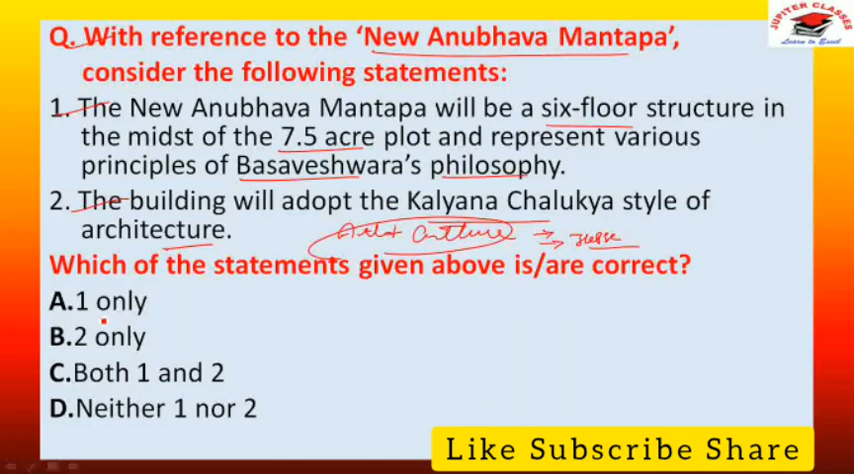 JUPITER CLASSES
Learn to Excel
Q. With reference to the ‘New Anubhava Mantapa’,
consider the following statements:
1. The New Anubhava Mantapa will be a six-floor structure in
the midst of the 7.5 acre plot and represent various
principles of Basaveshwara’s philosophy.
2. The building will adopt the Kalyana Chalukya style of
architecture.
Art & Culture
Which of the statements given above is/are correct?
A.1 only
B.2 only
C.Both 1 and 2
D.Neither 1 nor 2
Like Subscribe Share